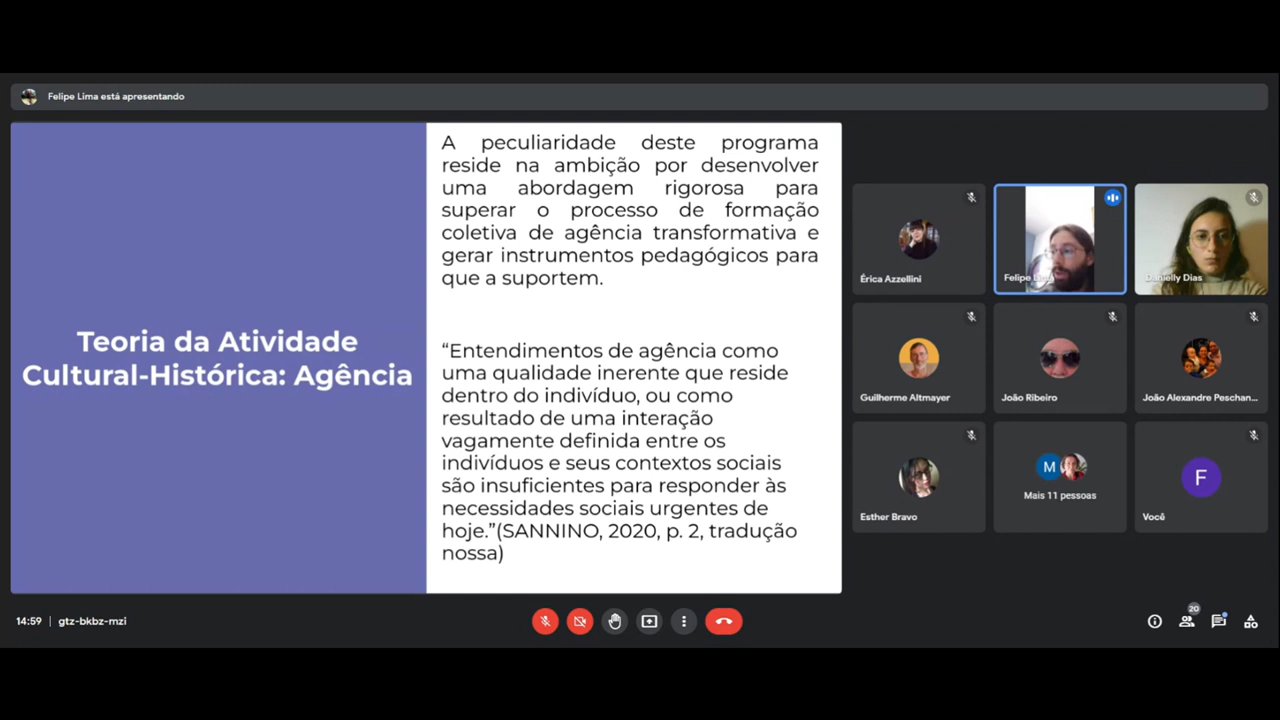 Felipe Lima está apresentando
Teoria da Atividade
Cultural-Histórica: Agência
A peculiaridade deste programa
reside na ambição por desenvolver
uma abordagem rigorosa para
superar o processo de formação
coletiva de agência transformativa e
gerar instrumentos pedagógicos para
que a suportem.
“Entendimentos de agência como
uma qualidade inerente que reside
dentro do indivíduo, ou como
resultado de uma interação
vagamente definida entre os
indivíduos e seus contextos sociais
são insuficientes para responder às
necessidades sociais urgentes de
hoje.”(SANNINO, 2020, p. 2, tradução
nossa)
Érica Azzellini
Felipe Lima
Danielly Dias
Guilherme Altmayer
João Ribeiro
João Alexandre Peschan...
Esther Bravo
M
Mais 11 pessoas
F
Você
14:59 | gtz-bkbz-mzi
20